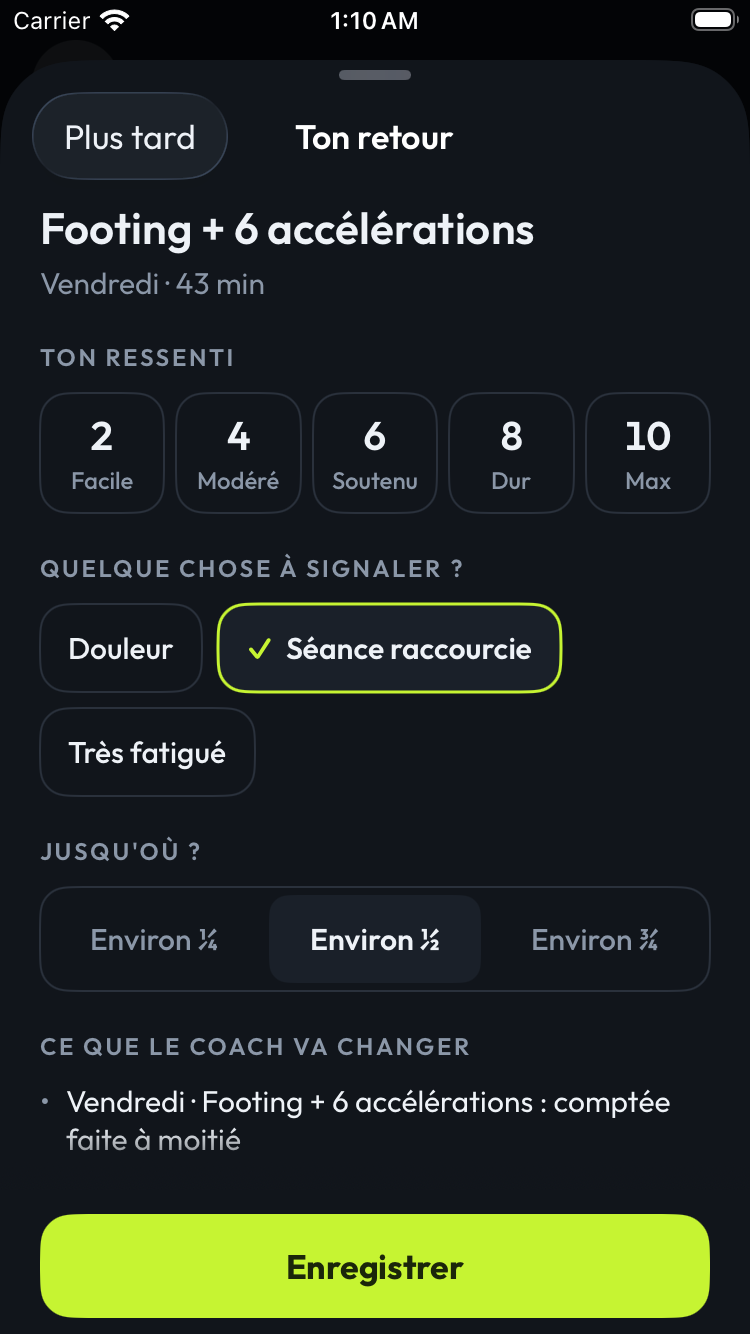 Carrier 1:10 AM
Plus tard Ton retour
Footing + 6 accélérations
Vendredi · 43 min
TON RESSENTI
2 4 6 8 10
Facile Modéré Soutenu Dur Max
QUELQUE CHOSE À SIGNALER ?
Douleur ✓ Séance raccourcie
Très fatigué
JUSQU'OÙ ?
Environ ¼ Environ ½ Environ ¾
CE QUE LE COACH VA CHANGER
• Vendredi · Footing + 6 accélérations : comptée
faite à moitié
Enregistrer